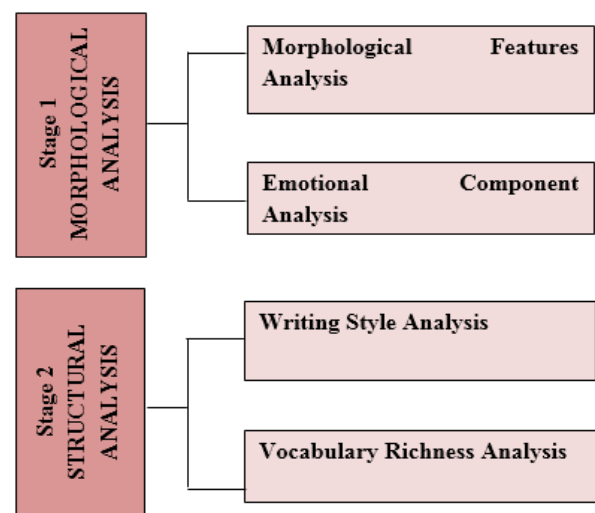 Stage 1
MORPHOLOGICAL
ANALYSIS
Morphological Features
Analysis
Emotional Component
Analysis
Stage 2
STRUCTURAL
ANALYSIS
Writing Style Analysis
Vocabulary Richness Analysis